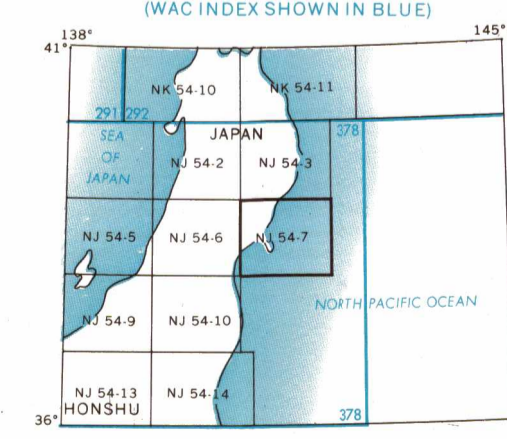 (WAC INDEX SHOWN IN BLUE)
138°
145°
41°
NK 54-10
NK 54-11
291 292
SEA
OF
JAPAN
JAPAN
378
NJ 54-2
NJ 54-3
NJ 54-5
NJ 54-6
NJ 54-7
NORTH PACIFIC OCEAN
NJ 54-9
NJ 54-10
NJ 54-13
NJ 54-14
HONSHU
36°
378